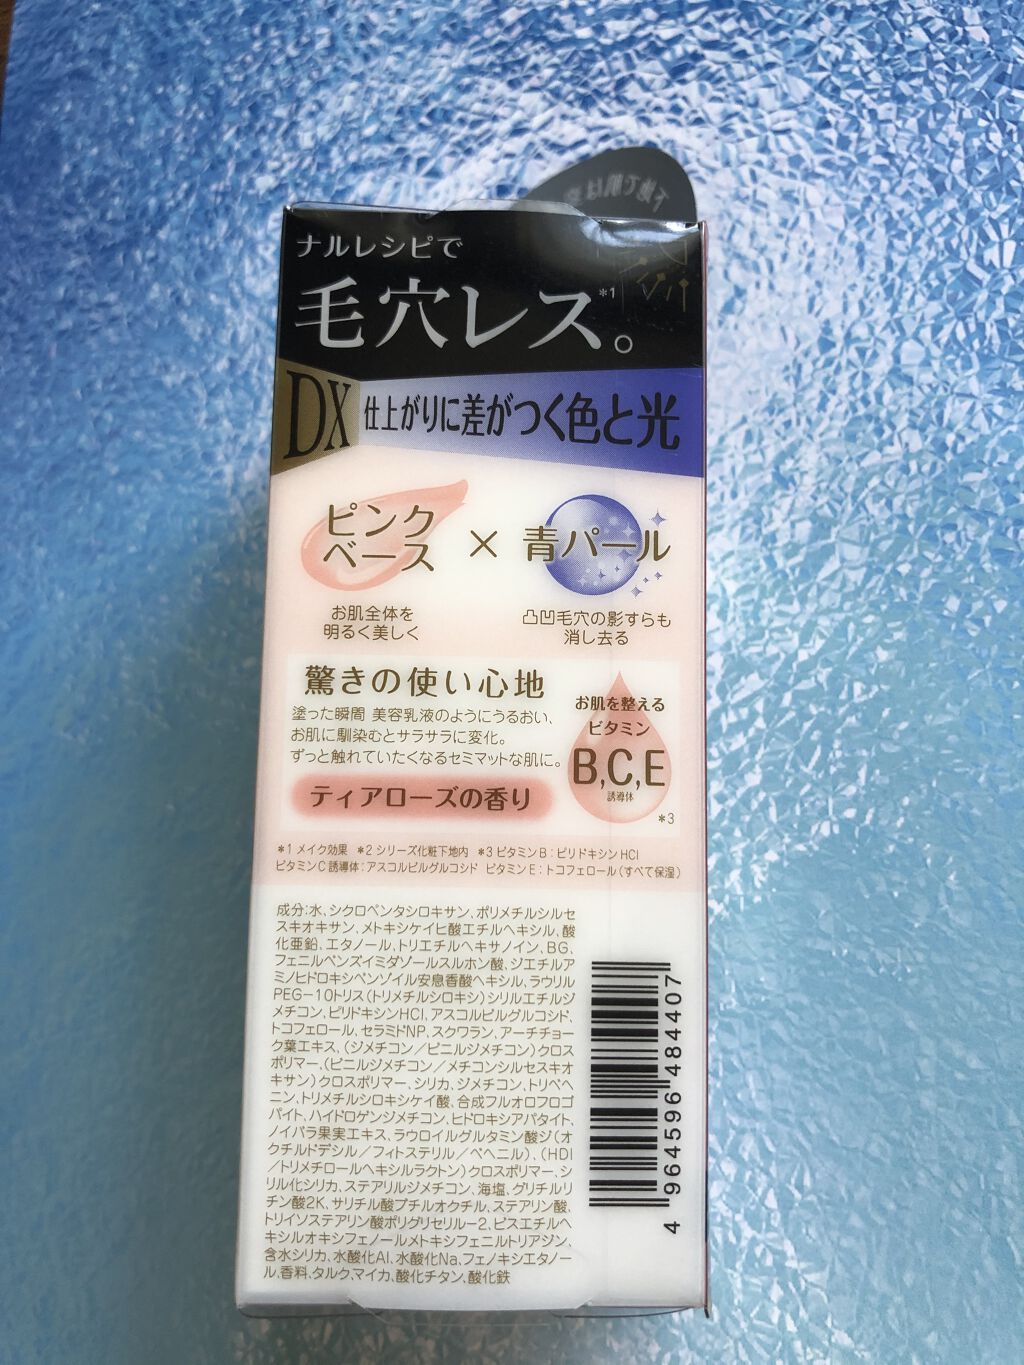 ナルレシピで
毛穴レス。*1
DX 仕上がりに差がつく色と光
ピンク
ベース
×
青パール
お肌全体を
明るく美しく
凸凹毛穴の影すらも
消し去る
驚きの使い心地
塗った瞬間 美容乳液のようにうるおい、
お肌に馴染むとサラサラに変化。
ずっと触れていたくなるセミマットな肌に。
ティアローズの香り
お肌を整える
ビタミン
B,C,E
誘導体
*3
*1 メイク効果 *2 シリーズ化粧下地内 *3 ビタミンB:ピリドキシンHCl
ビタミンC誘導体:アスコルビルグルコシド ビタミンE:トコフェロール(すべて保湿)
成分:水、シクロペンタシロキサン、ポリメチルシルセ
スキオキサン、メトキシケイヒ酸エチルヘキシル、酸
化亜鉛、エタノール、トリエチルヘキサノイン、BG、
フェニルベンズイミダゾールスルホン酸、ジエチルア
ミノヒドロキシベンゾイル安息香酸ヘキシル、ラウリル
PEG-10トリス(トリメチルシロキシ)シリルエチルジ
メチコン、ピリドキシンHCl、アスコルビルグルコシド、
トコフェロール、セラミドNP、スクワラン、アーチチョー
ク葉エキス、(ジメチコン/ビニルジメチコン)クロス
ポリマー、(ビニルジメチコン/メチコンシルセスキオ
キサン)クロスポリマー、シリカ、ジメチコン、トリベヘ
ニン、トリメチルシロキシケイ酸、合成フルオロフロゴ
パイト、ハイドロゲンジメチコン、ヒドロキシアパタイト、
ノイバラ果実エキス、ラウロイルグルタミン酸ジ(オ
クチルドデシル/フィトステリル/ベヘニル)、(HDI
/トリメチロールヘキシルラクトン)クロスポリマー、シ
リル化シリカ、ステアリルジメチコン、海塩、グリチルリ
チン酸2K、サリチル酸ブチルオクチル、ステアリン酸、
トリイソステアリン酸ポリグリセリル-2、ビスエチルヘ
キシルオキシフェノールメトキシフェニルトリアジン、
含水シリカ、水酸化Al、水酸化Na、フェノキシエタノー
ル、香料、タルク、マイカ、酸化チタン、酸化鉄
4 964596 484407